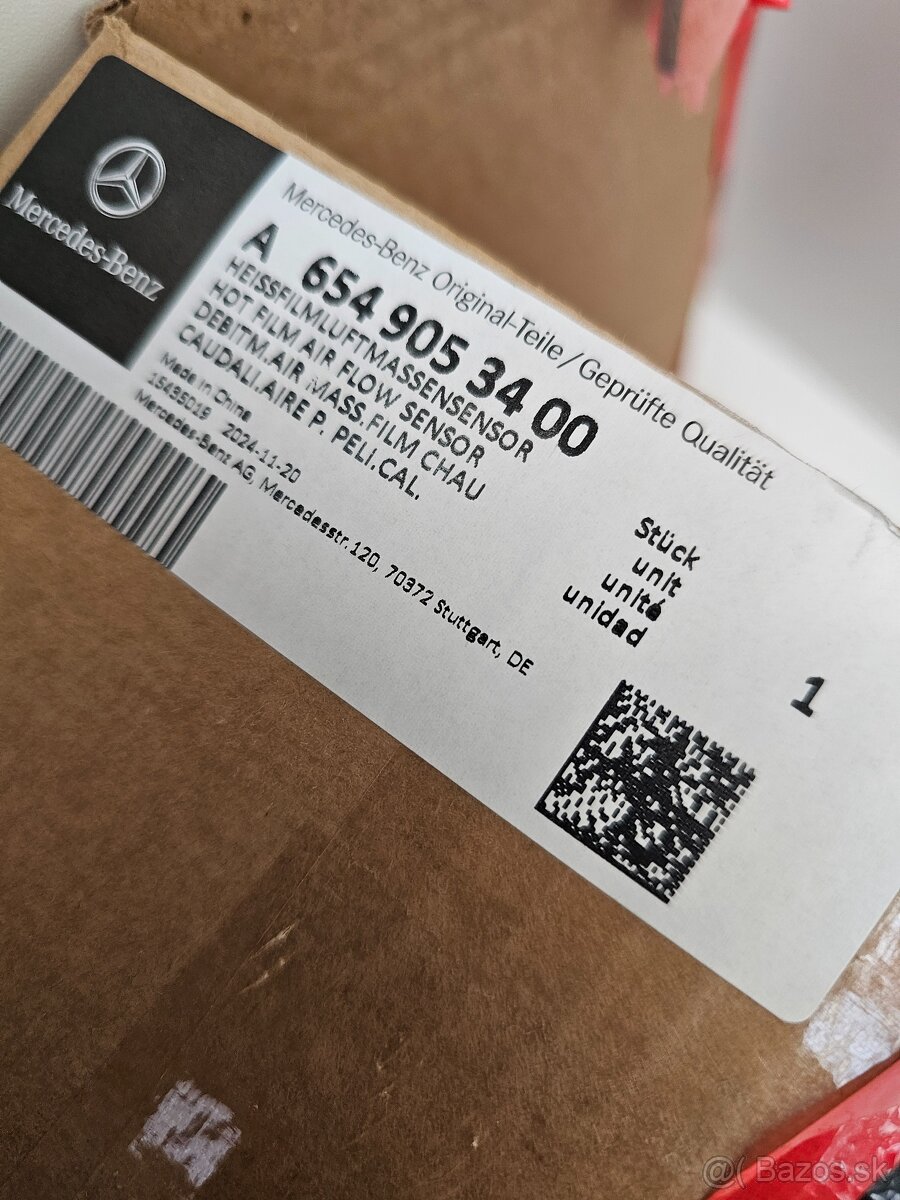 Mercedes-Benz
Mercedes-Benz Original-Teile / Geprüfte Qualität
A 654 905 34 00
HEISSFILMLUFTMASSENSENSOR
HOT FILM AIR FLOW SENSOR
DEBITM.AIR MASS.FILM CHAU
CAUDALI.AIRE P. PELI.CAL.
Made in China
15435019 2024-11-20
Mercedes-Benz AG, Mercedesstr.120, 70372 Stuttgart, DE
Stück
unit
unité
unidad
1
@( Bazos.sk